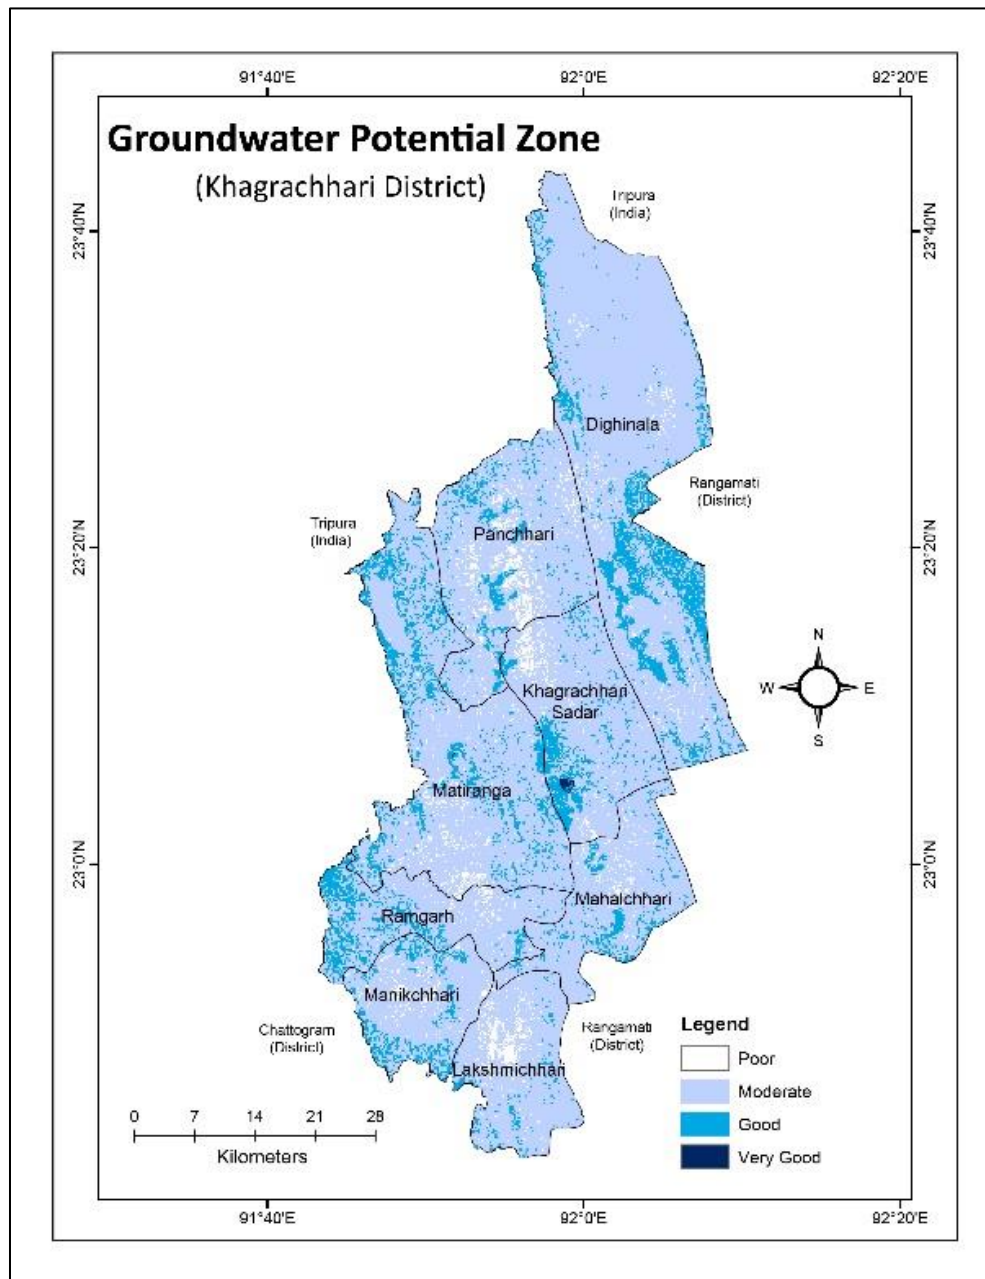 91°40'E
92°0'E
92°20'E
Groundwater Potential Zone
(Khagrachhari District)
Tripura
(India)
23°40'N
23°40'N
Dighinala
Rangamati
(District)
Tripura
(India)
Panchhari
23°20'N
23°20'N
N
W
E
S
Khagrachhari
Sadar
Matiranga
23°0'N
23°0'N
Mahalchhari
Ramgarh
Manikchhari
Chattogram
(District)
Rangamati
(District)
Lakshmichhari
Legend
Poor
Moderate
Good
Very Good
0 7 14 21 28
Kilometers
91°40'E
92°0'E
92°20'E